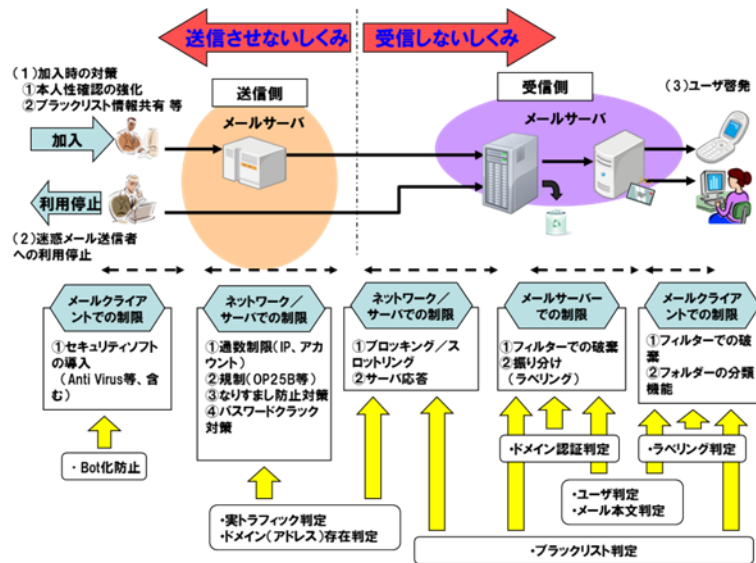 送信させないしくみ
受信しないしくみ
(1)加入時の対策
①本人性確認の強化
②ブラックリスト情報共有 等
加入
利用停止
(2)迷惑メール送信者
への利用停止
送信側
メールサーバ
受信側
メールサーバ
(3)ユーザ啓発
メールクライア
ントでの制限
①セキュリティソフト
の導入
(Anti Virus等、含
む)
・Bot化防止
ネットワーク/
サーバでの制限
①通数制限(IP、アカ
ウント)
②規制(OP25B等)
③なりすまし防止対策
④パスワードクラック
対策
ネットワーク/
サーバでの制限
①ブロッキング/ス
ロットリング
②サーバ応答
メールサーバー
での制限
①フィルターでの破棄
②振り分け
(ラベリング)
メールクライア
ントでの制限
①フィルターでの破
棄
②フォルダーの分類
機能
・ドメイン認証判定
・ラベリング判定
・ユーザ判定
・メール本文判定
・実トラフィック判定
・ドメイン(アドレス)存在判定
・ブラックリスト判定